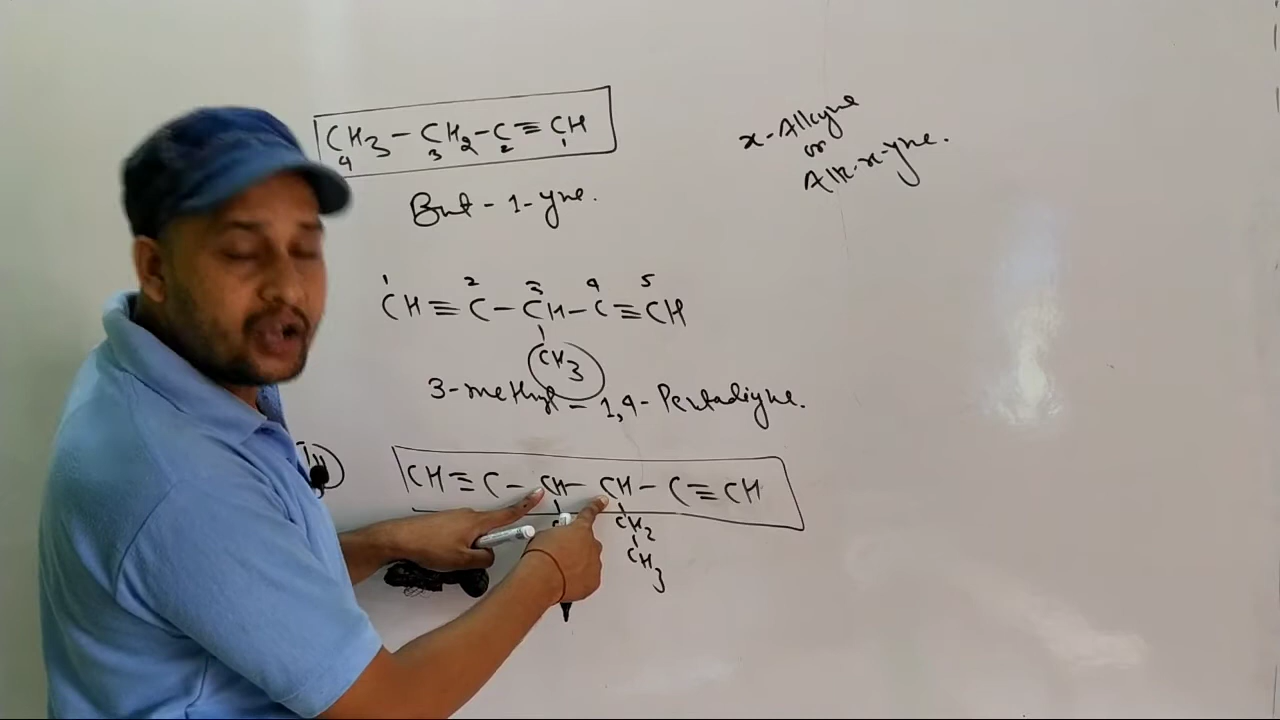 CH3 - CH2 - C ≡ CH
4 3 2 1
But - 1 - yne.
x-Alkyne
or
Alk-x-yne.
1 2 3 4 5
CH ≡ C - CH - C ≡ CH
CH3
3-methyl - 1,4 - Pentadiyne.
CH ≡ C - CH - CH - C ≡ CH
CH2
CH3